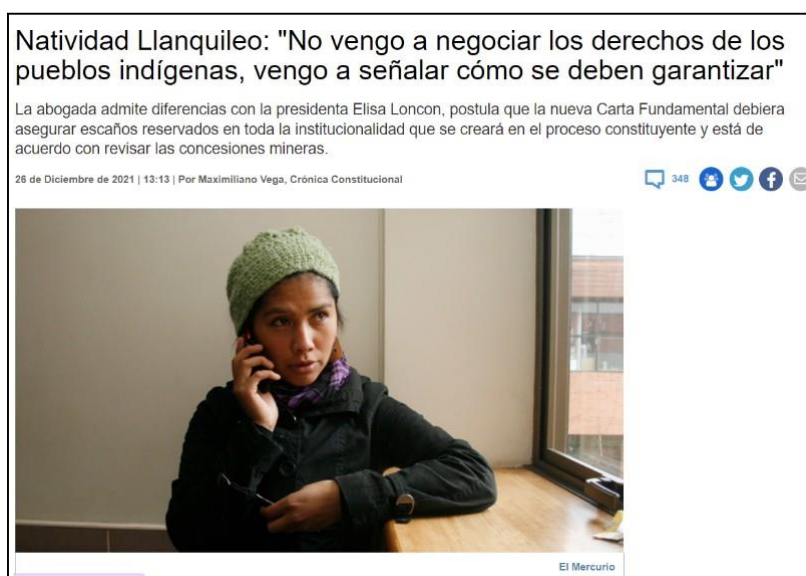 Natividad Llanquileo: "No vengo a negociar los derechos de los
pueblos indígenas, vengo a señalar cómo se deben garantizar"
La abogada admite diferencias con la presidenta Elisa Loncon, postula que la nueva Carta Fundamental debiera
asegurar escaños reservados en toda la institucionalidad que se creará en el proceso constituyente y está de
acuerdo con revisar las concesiones mineras.
26 de Diciembre de 2021 | 13:13 | Por Maximiliano Vega, Crónica Constitucional
348
El Mercurio